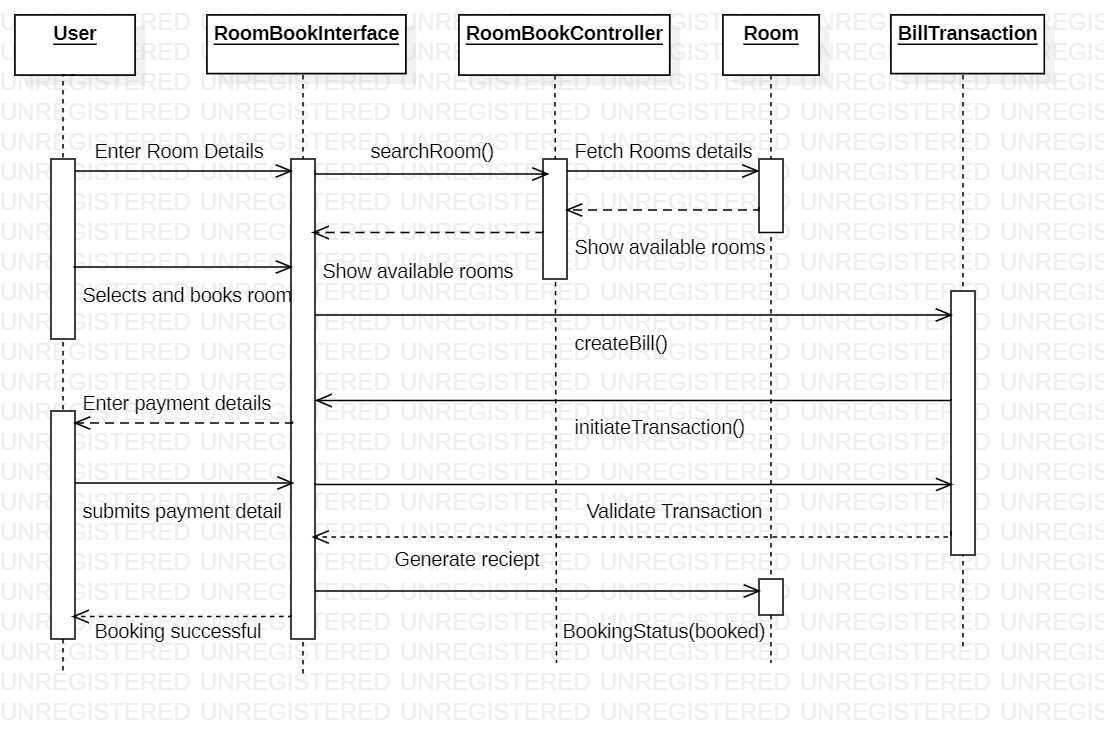 User
RoomBookInterface
RoomBookController
Room
BillTransaction
Enter Room Details
searchRoom()
Fetch Rooms details
Show available rooms
Show available rooms
Selects and books room
createBill()
Enter payment details
initiateTransaction()
submits payment detail
Validate Transaction
Generate reciept
Booking successful
BookingStatus(booked)
UNREGISTERED